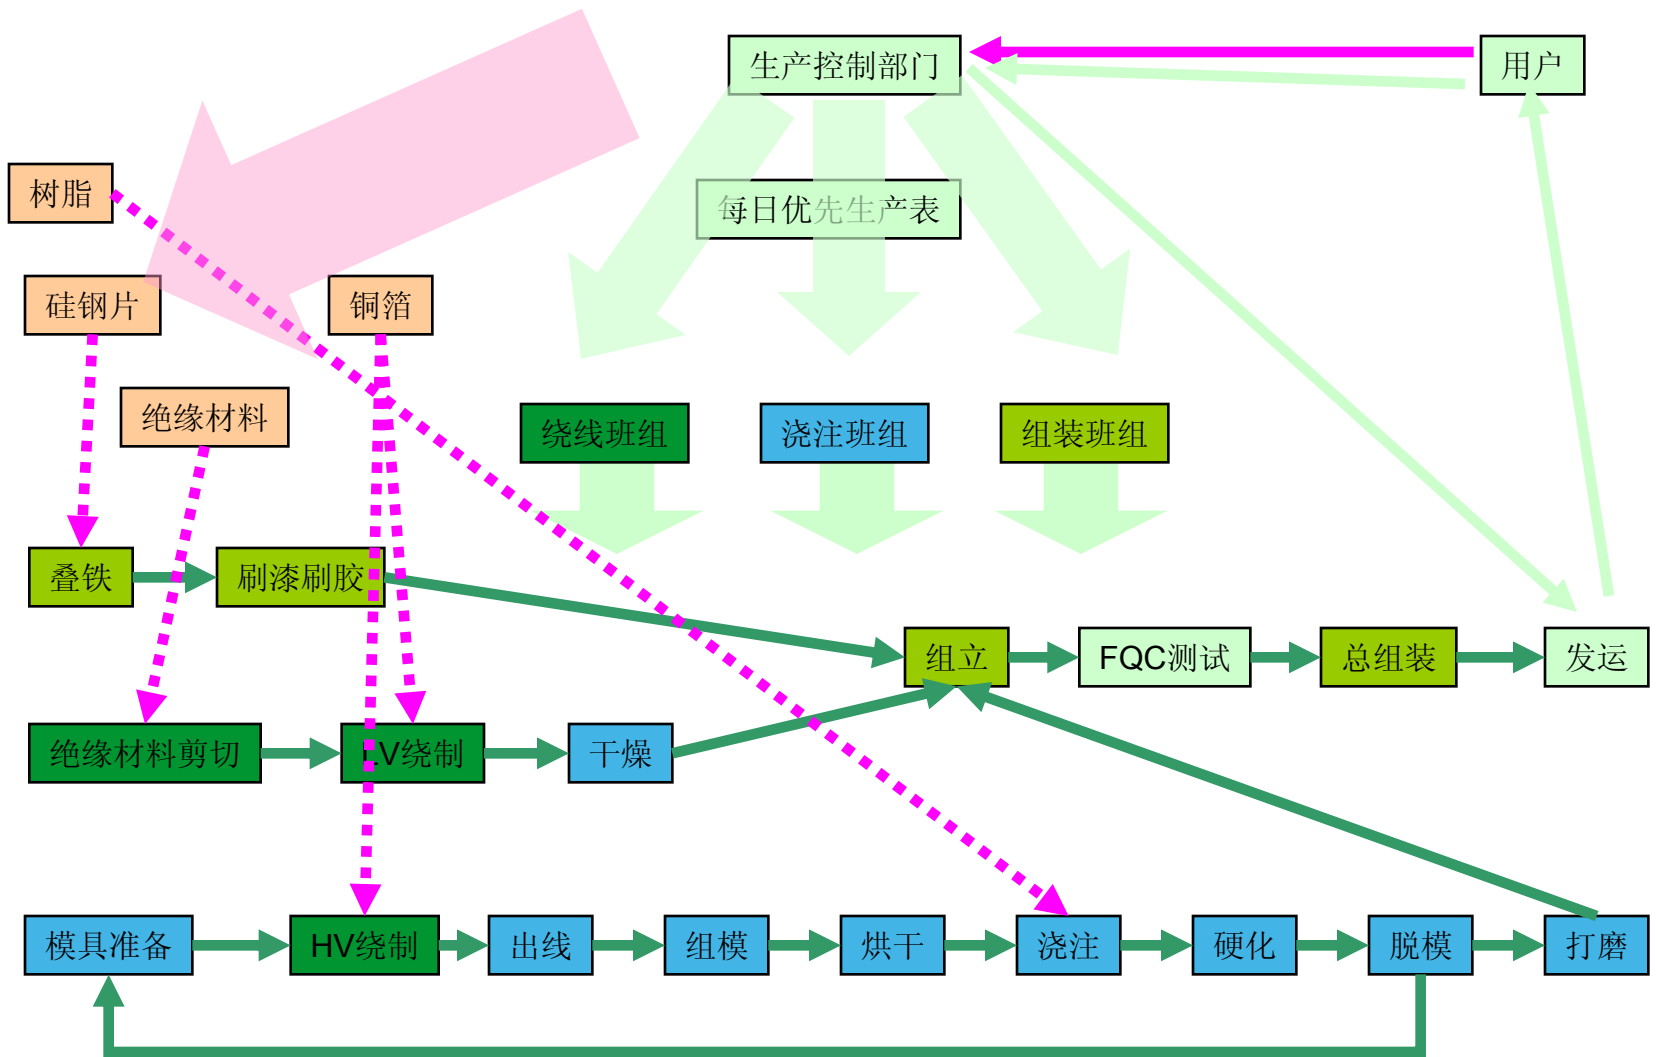 生产控制部门
用户
树脂
每日优先生产表
硅钢片
铜箔
绝缘材料
绕线班组
浇注班组
组装班组
叠铁
刷漆刷胶
组立
FQC测试
总组装
发运
绝缘材料剪切
LV绕制
干燥
模具准备
HV绕制
出线
组模
烘干
浇注
硬化
脱模
打磨